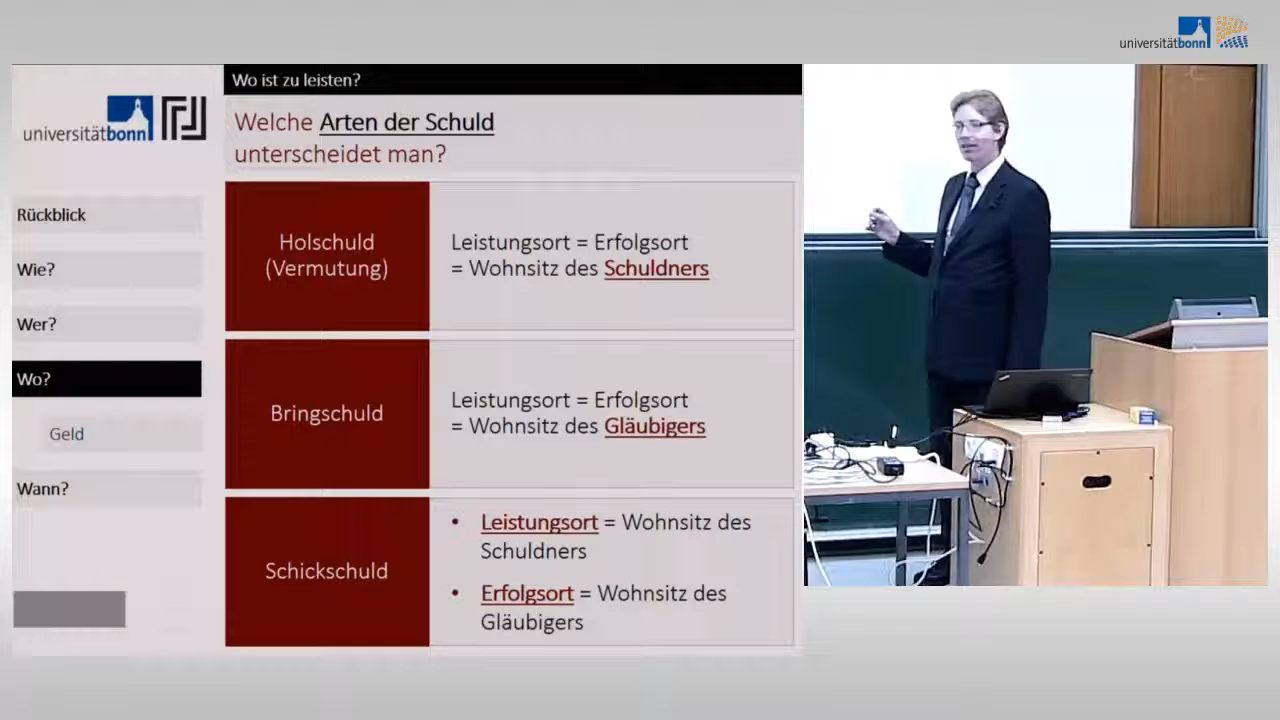 universitätbonn
Wo ist zu leisten?
universitätbonn
Welche Arten der Schuld
unterscheidet man?
Rückblick
Wie?
Wer?
Wo?
Geld
Wann?
Holschuld
(Vermutung)
Leistungsort = Erfolgsort
= Wohnsitz des Schuldners
Bringschuld
Leistungsort = Erfolgsort
= Wohnsitz des Gläubigers
Schickschuld
• Leistungsort = Wohnsitz des
Schuldners
• Erfolgsort = Wohnsitz des
Gläubigers